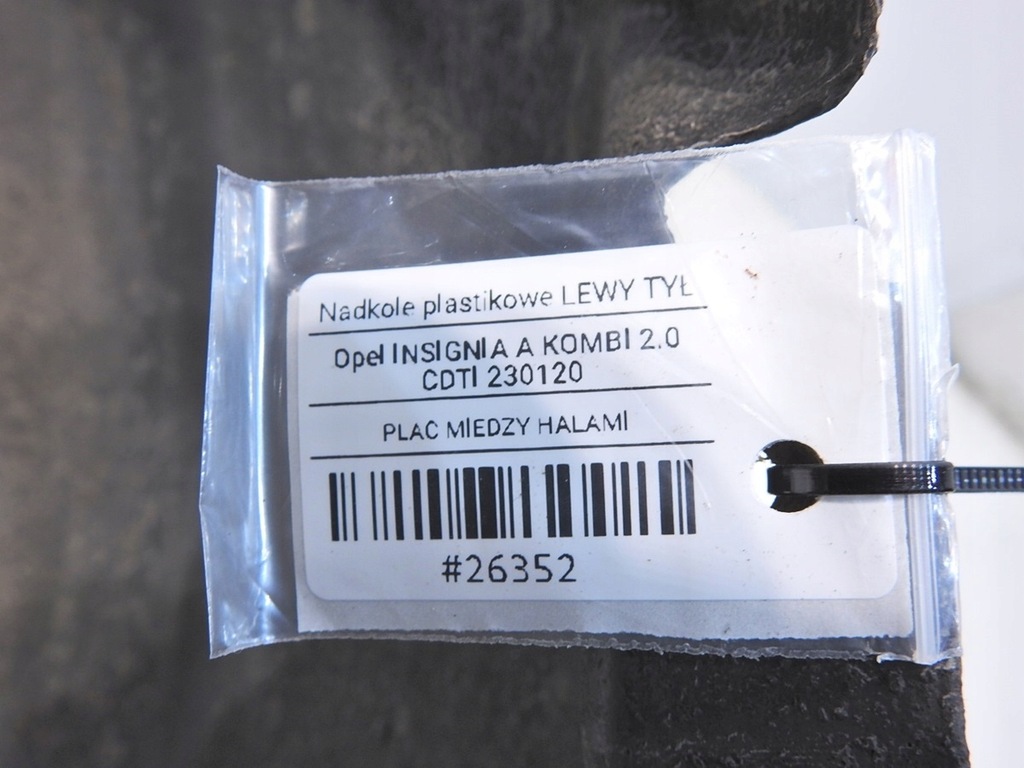 Nadkole plastikowe LEWY TYŁ
Opel INSIGNIA A KOMBI 2.0
CDTI 230120
PLAC MIEDZY HALAMI
#26352